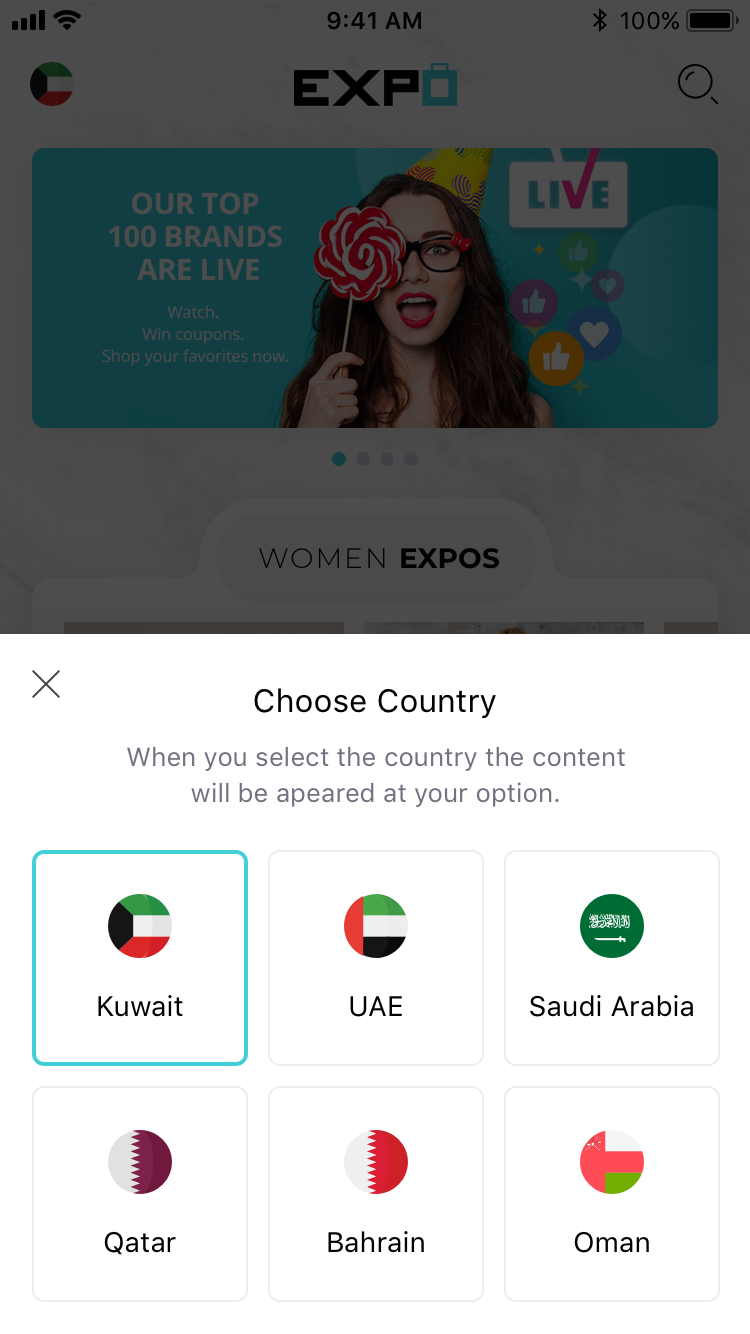 9:41 AM
100%
EXPO
OUR TOP
100 BRANDS
ARE LIVE
Watch.
Win coupons.
Shop your favorites now.
LIVE
WOMEN EXPOS
Choose Country
When you select the country the content
will be apeared at your option.
Kuwait
UAE
Saudi Arabia
Qatar
Bahrain
Oman